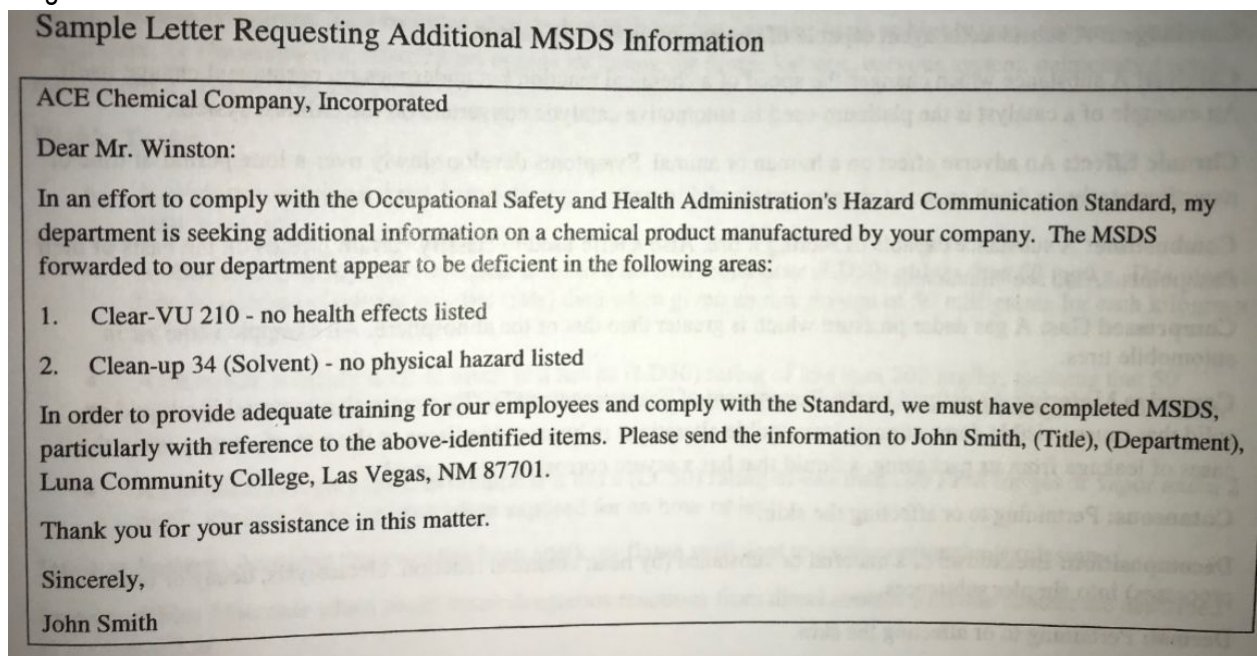 Sample Letter Requesting Additional MSDS Information
ACE Chemical Company, Incorporated
Dear Mr. Winston:
In an effort to comply with the Occupational Safety and Health Administration's Hazard Communication Standard, my
department is seeking additional information on a chemical product manufactured by your company. The MSDS
forwarded to our department appear to be deficient in the following areas:
1. Clear-VU 210 - no health effects listed
2. Clean-up 34 (Solvent) - no physical hazard listed
In order to provide adequate training for our employees and comply with the Standard, we must have completed MSDS,
particularly with reference to the above-identified items. Please send the information to John Smith, (Title), (Department),
Luna Community College, Las Vegas, NM 87701.
Thank you for your assistance in this matter.
Sincerely,
John Smith